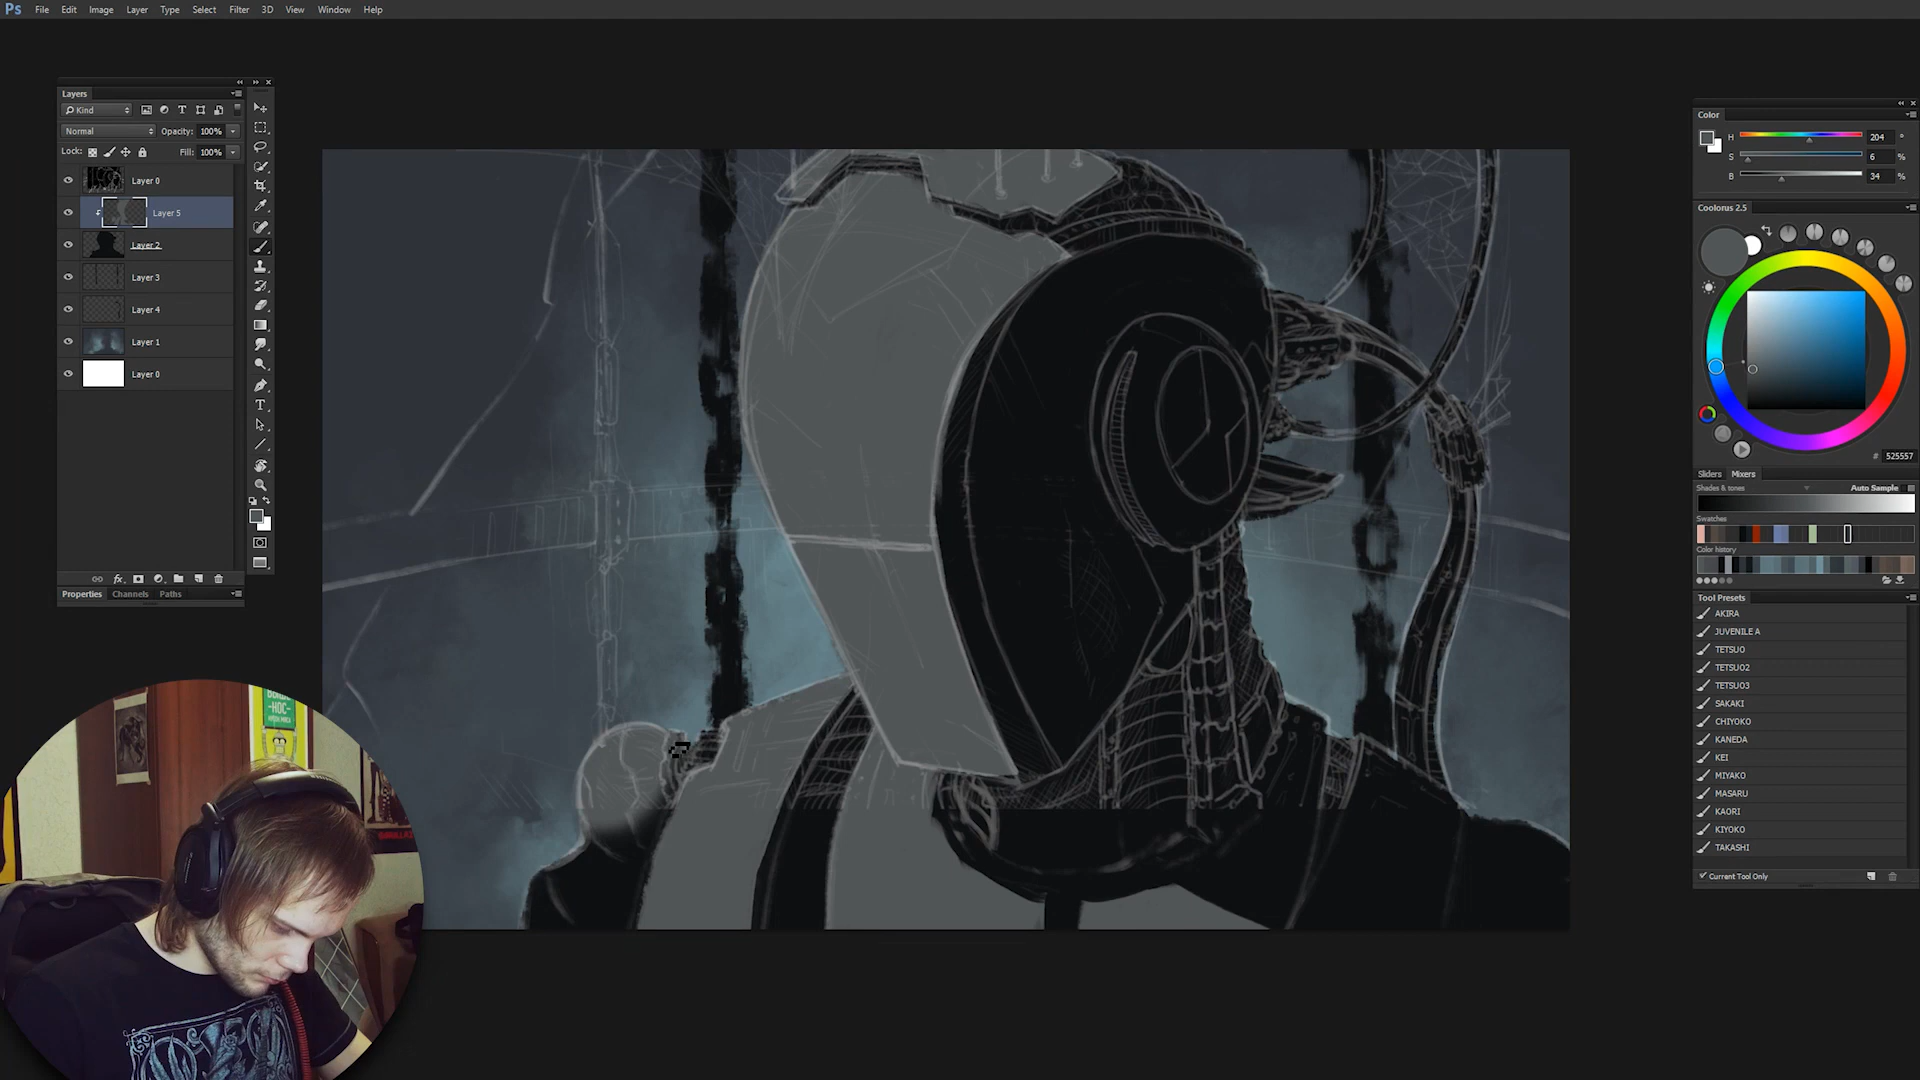 Ps File Edit Image Layer Type Select Filter 3D View Window Help
Layers
Kind
Normal Opacity: 100%
Lock: Fill: 100%
Layer 0
Layer 5
Layer 2
Layer 3
Layer 4
Layer 1
Layer 0
Properties Channels Paths
Color
H 204 °
S 6 %
B 34 %
Coolorus 2.5
# 525557
Sliders Mixers
Shades & tones Auto Sample
Swatches
Color history
Tool Presets
AKIRA
JUVENILE A
TETSUO
TETSUO2
TETSUO3
SAKAKI
CHIYOKO
KANEDA
KEI
MIYAKO
MASARU
KAORI
KIYOKO
TAKASHI
Current Tool Only
-НОС-